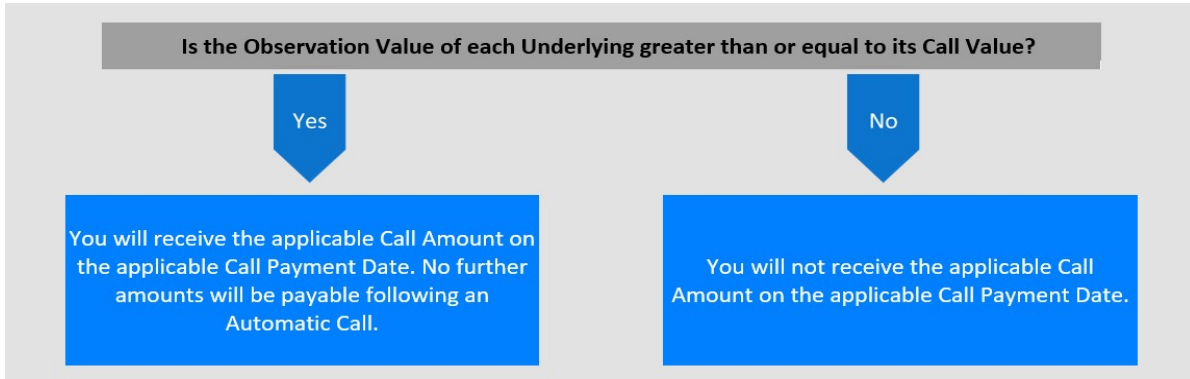 Is the Observation Value of each Underlying greater than or equal to its Call Value?
Yes
No
You will receive the applicable Call Amount on
the applicable Call Payment Date. No further
amounts will be payable following an
Automatic Call.
You will not receive the applicable Call
Amount on the applicable Call Payment Date.